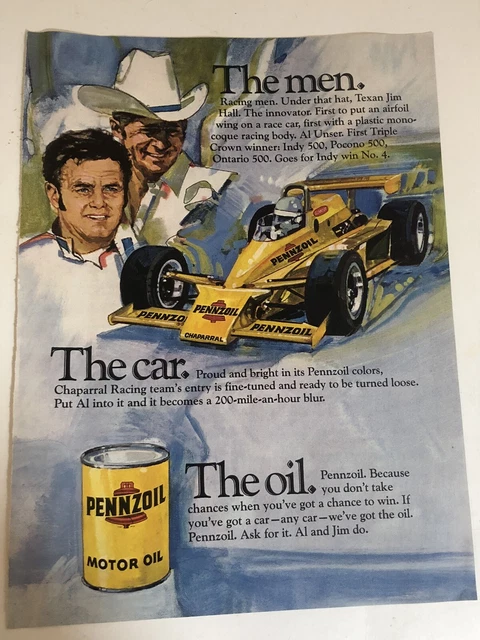 The men.
Racing men. Under that hat, Texan Jim
Hall. The innovator. First to put an airfoil
wing on a race car, first with a plastic mono-
coque racing body. Al Unser. First Triple
Crown winner: Indy 500, Pocono 500,
Ontario 500. Goes for Indy win No. 4.
PENNZOIL
PENNZOIL
PENNZOIL
PENNZOIL
CHAPARRAL
The car. Proud and bright in its Pennzoil colors,
Chaparral Racing team's entry is fine-tuned and ready to be turned loose.
Put Al into it and it becomes a 200-mile-an-hour blur.
The oil. Pennzoil. Because
you don't take
chances when you've got a chance to win. If
you've got a car—any car—we've got the oil.
Pennzoil. Ask for it. Al and Jim do.
PENNZOIL
MOTOR OIL